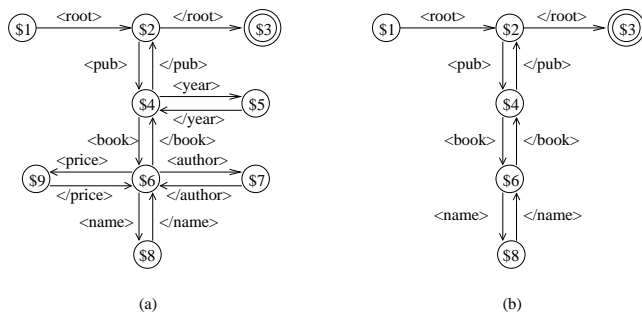 <root> </root> <root> </root>
$1 $2 $3 $1 $2 $3
<pub> </pub> <pub> </pub>
<year>
$4 $5 $4
</year>
<book> </book> <book> </book>
<price> <author>
$9 $6 $7 $6
</price> </author>
<name> </name> <name> </name>
$8 $8
(a) (b)